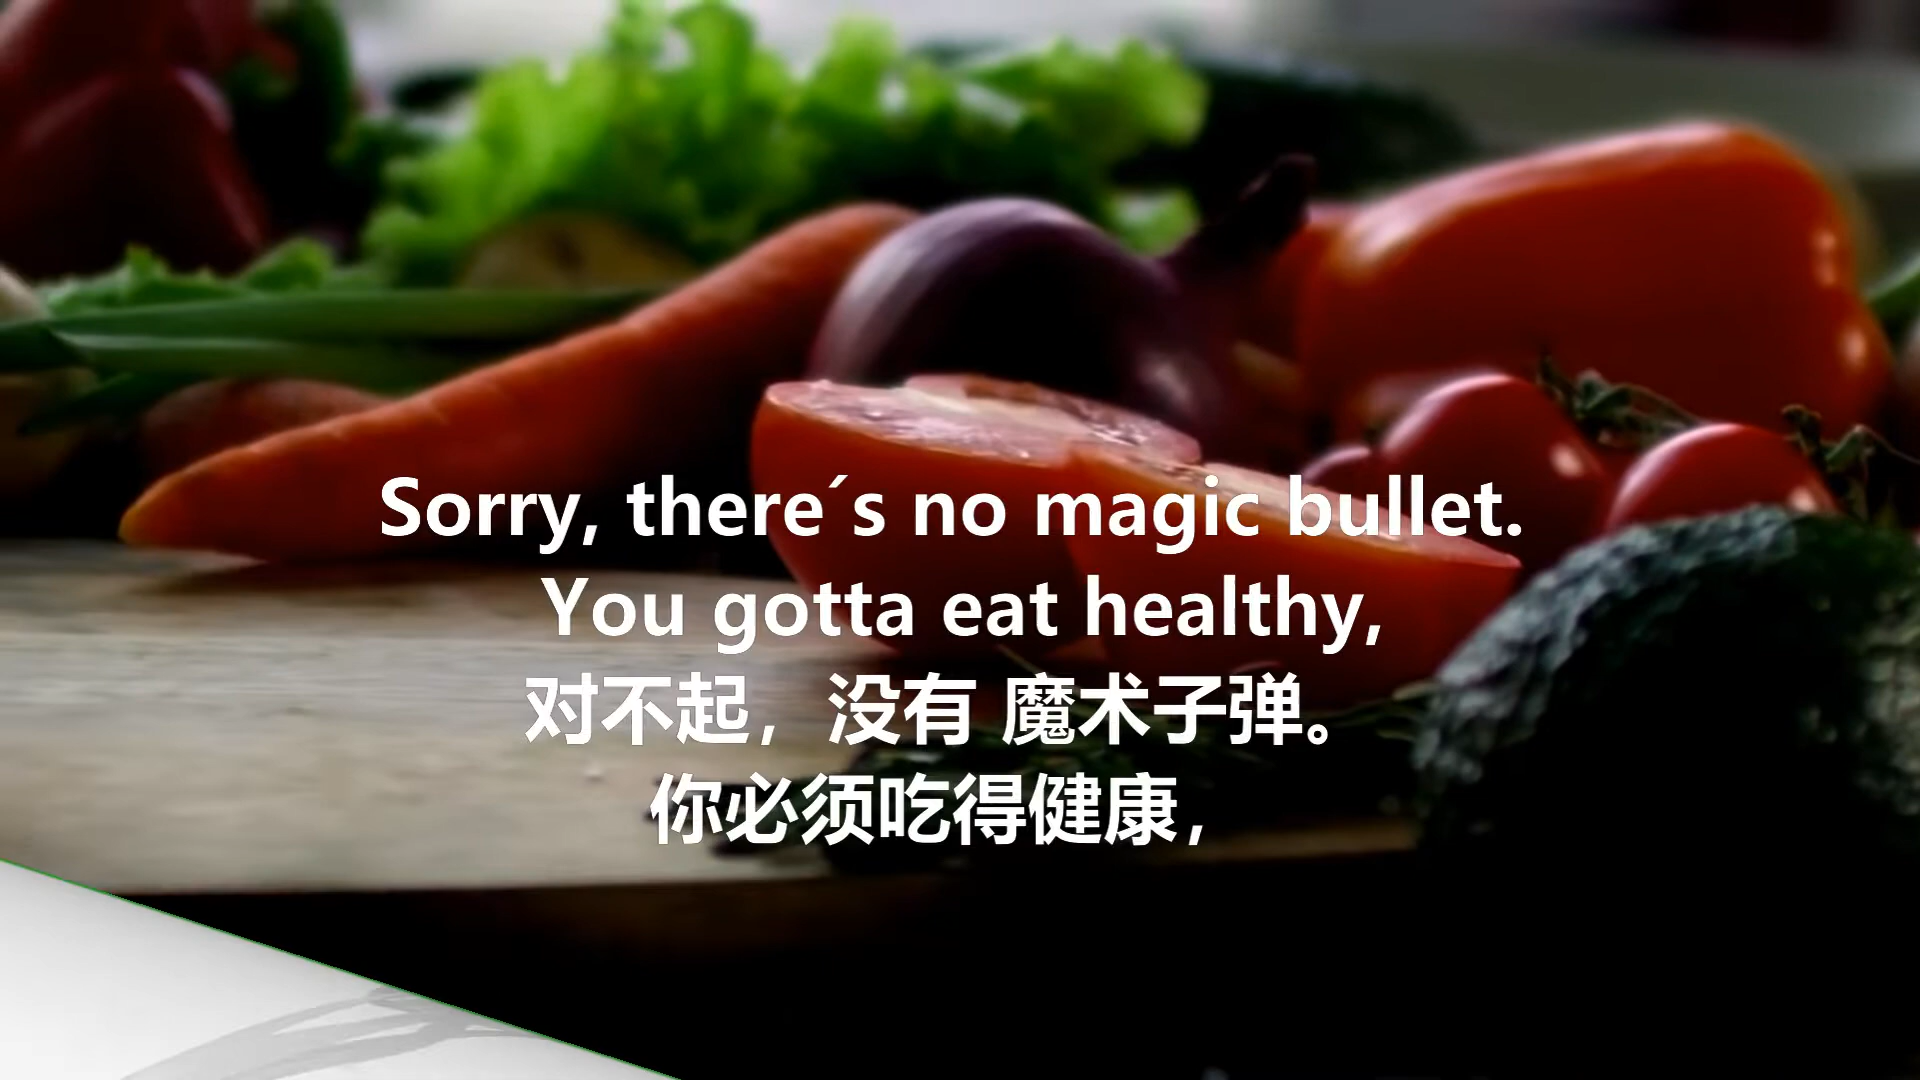 Sorry, there´s no magic bullet.
You gotta eat healthy,
对不起，没有 魔术子弹。
你必须吃得健康，